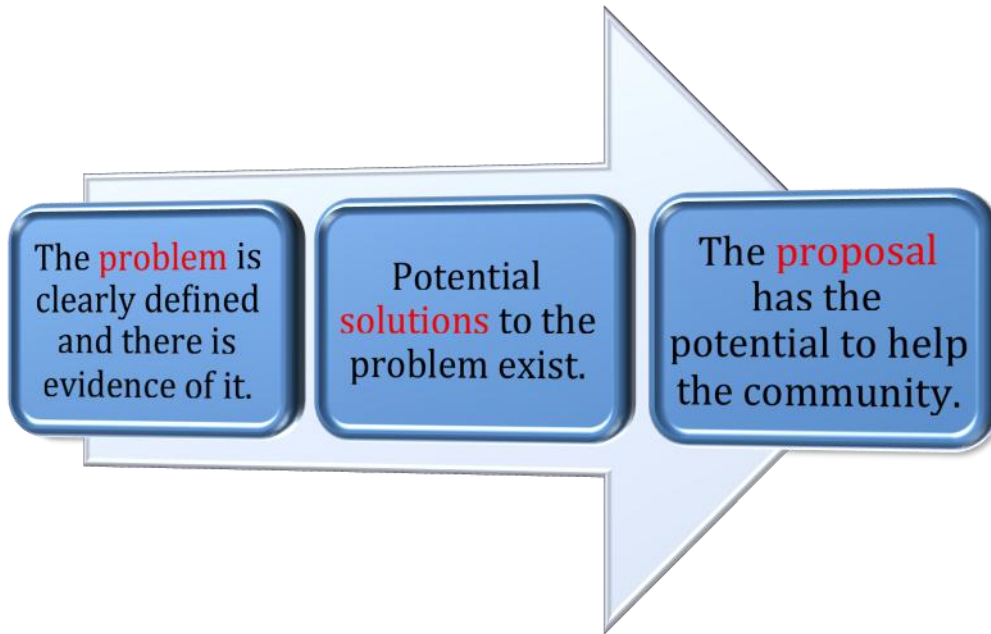 The problem is
clearly defined
and there is
evidence of it.
Potential
solutions to the
problem exist.
The proposal
has the
potential to help
the community.